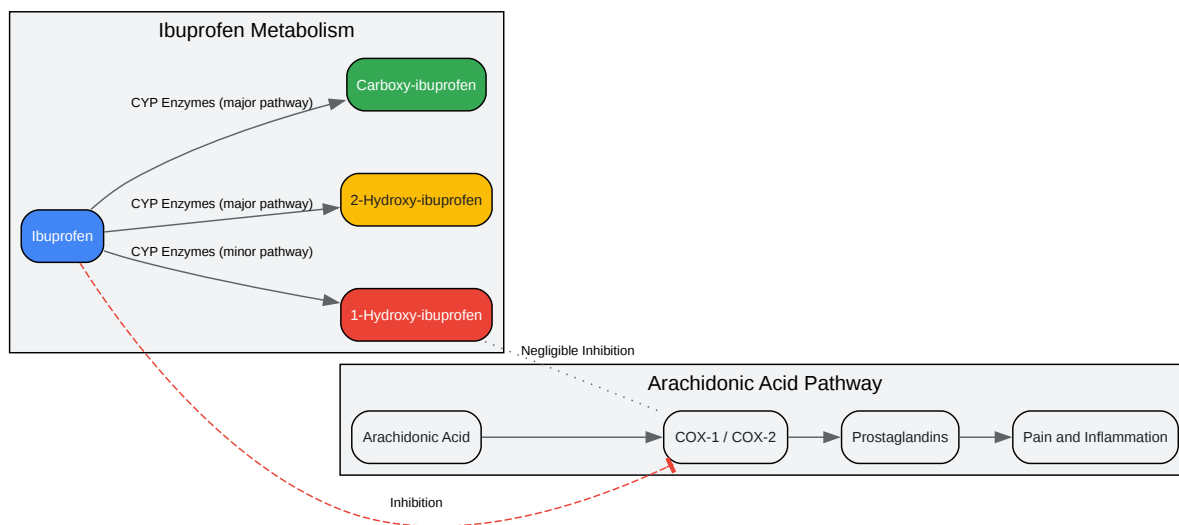 Ibuprofen Metabolism
Carboxy-ibuprofen
CYP Enzymes (major pathway)
2-Hydroxy-ibuprofen
CYP Enzymes (major pathway)
Ibuprofen
CYP Enzymes (minor pathway)
1-Hydroxy-ibuprofen
Negligible Inhibition
Arachidonic Acid Pathway
Arachidonic Acid
COX-1 / COX-2
Prostaglandins
Pain and Inflammation
Inhibition